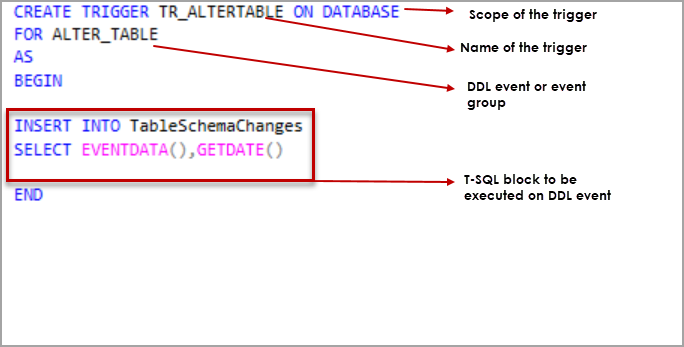 CREATE TRIGGER TR_ALTERTABLE ON DATABASE
Scope of the trigger
FOR ALTER_TABLE
Name of the trigger
AS
BEGIN
DDL event or event
group
INSERT INTO TableSchemaChanges
SELECT EVENTDATA(),GETDATE()
T-SQL block to be
executed on DDL event
END